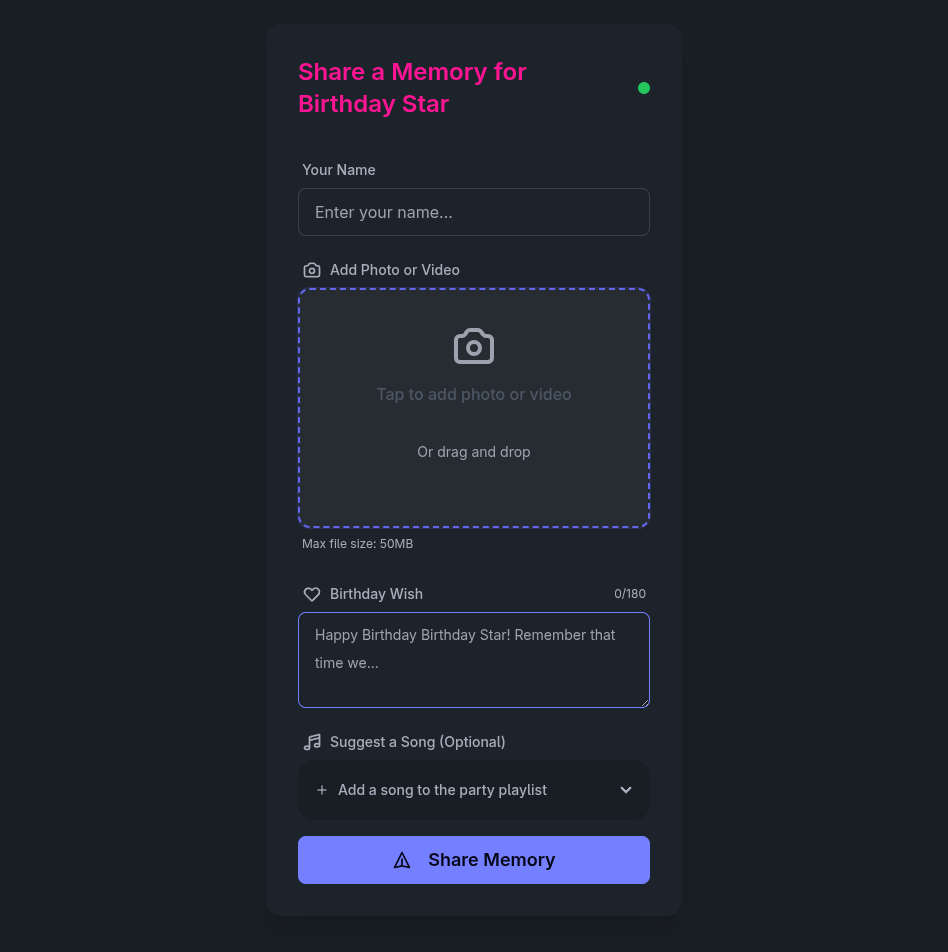 Share a Memory for
Birthday Star
Your Name
Enter your name...
Add Photo or Video
Tap to add photo or video
Or drag and drop
Max file size: 50MB
Birthday Wish
0/180
Happy Birthday Birthday Star! Remember that
time we...
Suggest a Song (Optional)
Add a song to the party playlist
Share Memory